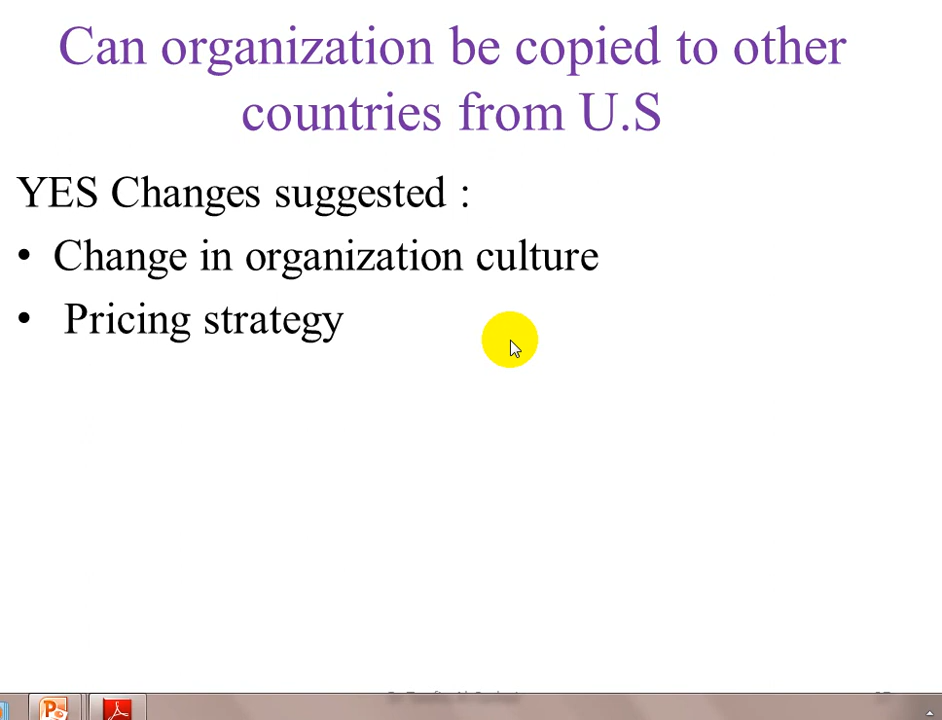 Can organization be copied to other
countries from U.S
YES Changes suggested :
• Change in organization culture
• Pricing strategy